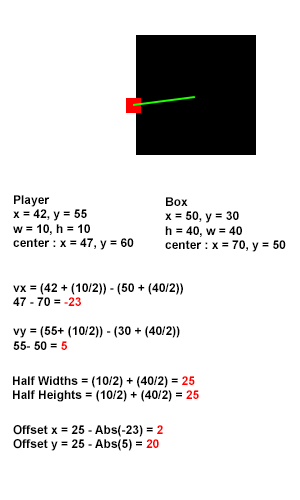 Player
x = 42, y = 55
w = 10, h = 10
center : x = 47, y = 60
Box
x = 50, y = 30
h = 40, w = 40
center : x = 70, y = 50
vx = (42 + (10/2)) - (50 + (40/2))
47 - 70 = -23
vy = (55+ (10/2)) - (30 + (40/2))
55- 50 = 5
Half Widths = (10/2) + (40/2) = 25
Half Heights = (10/2) + (40/2) = 25
Offset x = 25 - Abs(-23) = 2
Offset y = 25 - Abs(5) = 20